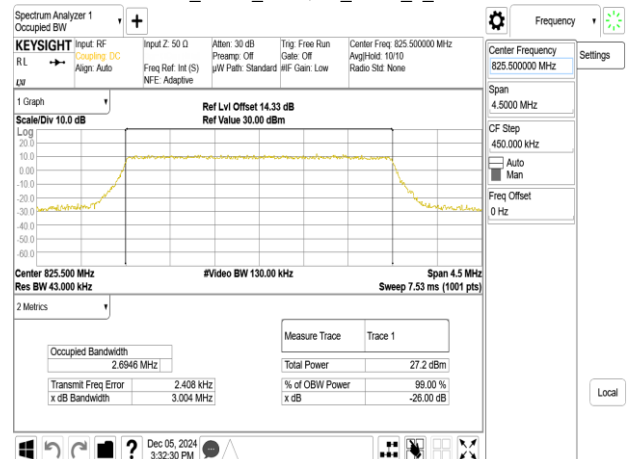 Spectrum Analyzer 1
Occupied BW
Frequency
KEYSIGHT
RL
Input: RF
Coupling: DC
Align: Auto
Input Z: 50 Ω
Freq Ref: Int (S)
NFE: Adaptive
Atten: 30 dB
Preamp: Off
µW Path: Standard
Trig: Free Run
Gate: Off
#IF Gain: Low
Center Freq: 825.500000 MHz
Avg|Hold: 10/10
Radio Std: None
Center Frequency
825.500000 MHz
Settings
Span
4.5000 MHz
CF Step
450.000 kHz
Auto
Man
Freq Offset
0 Hz
Local
1 Graph
Scale/Div 10.0 dB
Ref Lvl Offset 14.33 dB
Ref Value 30.00 dBm
Log
20.0
10.0
0.00
-10.0
-20.0
-30.0
-40.0
-50.0
-60.0
Center 825.500 MHz
Res BW 43.000 kHz
#Video BW 130.00 kHz
Span 4.5 MHz
Sweep 7.53 ms (1001 pts)
2 Metrics
Measure Trace Trace 1
Occupied Bandwidth
2.6946 MHz
Total Power 27.2 dBm
Transmit Freq Error 2.408 kHz
% of OBW Power 99.00 %
x dB Bandwidth 3.004 MHz
x dB -26.00 dB
?
Dec 05, 2024
3:32:30 PM